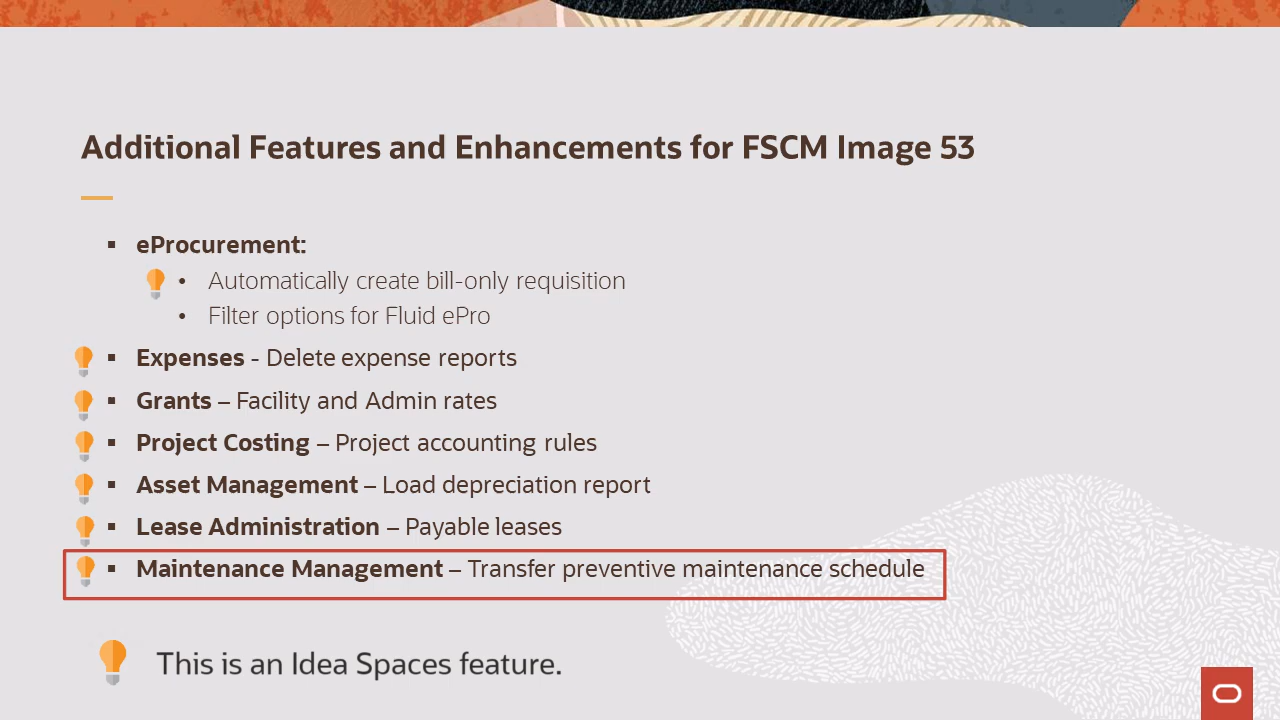 Additional Features and Enhancements for FSCM Image 53
▪ eProcurement:
• Automatically create bill-only requisition
• Filter options for Fluid ePro
▪ Expenses - Delete expense reports
▪ Grants – Facility and Admin rates
▪ Project Costing – Project accounting rules
▪ Asset Management – Load depreciation report
▪ Lease Administration – Payable leases
▪ Maintenance Management – Transfer preventive maintenance schedule
This is an Idea Spaces feature.